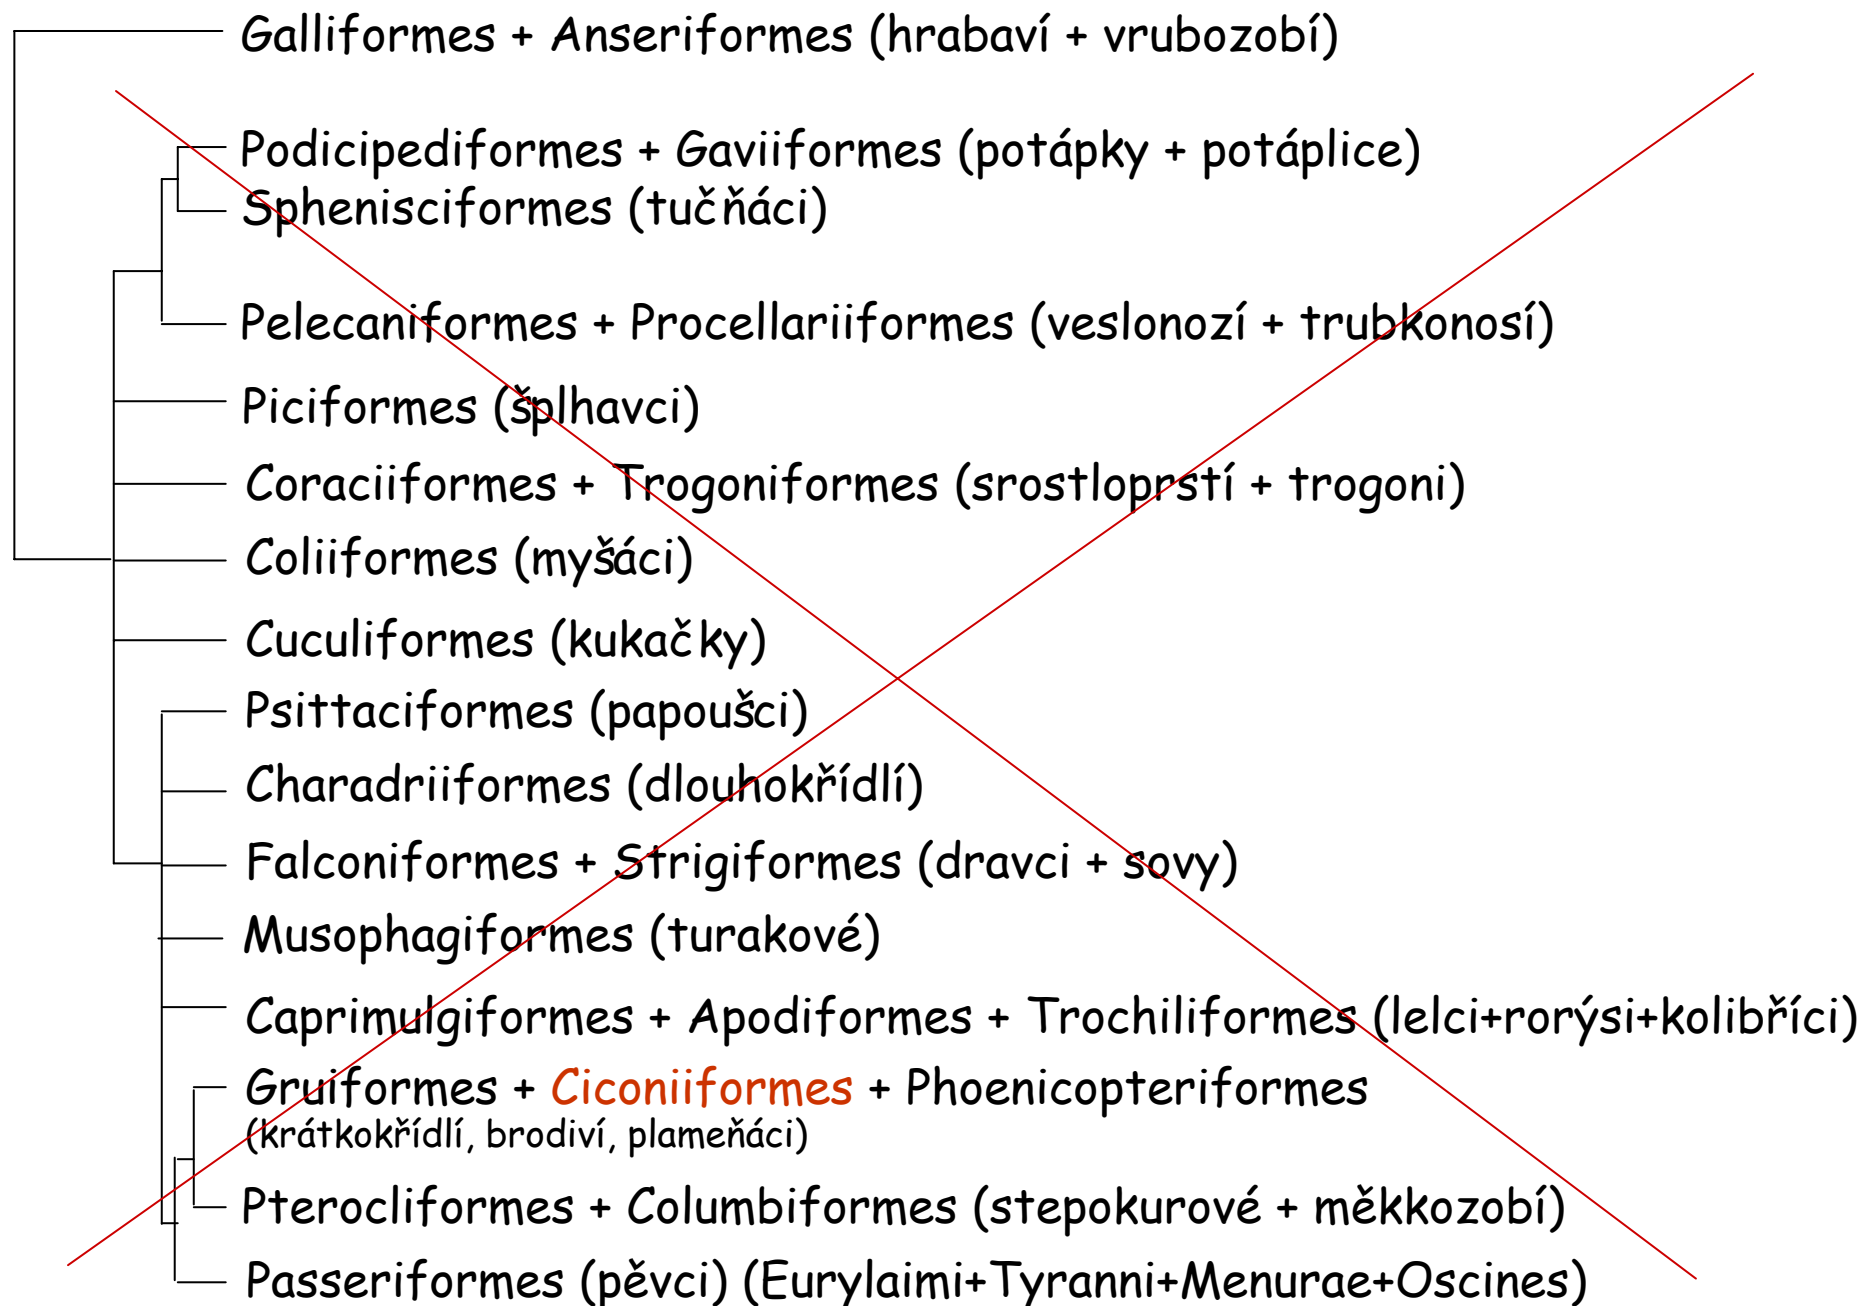 Galliformes + Anseriformes (hrabaví + vrubozobí)
Podicipediformes + Gaviiformes (potápky + potáplice)
Sphenisciformes (tučňáci)
Pelecaniformes + Procellariiformes (veslonozí + trubkonosí)
Piciformes (šplhavci)
Coraciiformes + Trogoniformes (srostloprstí + trogoni)
Coliiformes (myšáci)
Cuculiformes (kukačky)
Psittaciformes (papoušci)
Charadriiformes (dlouhokřídlí)
Falconiformes + Strigiformes (dravci + sovy)
Musophagiformes (turakové)
Caprimulgiformes + Apodiformes + Trochiliformes (lelci+rorýsi+kolibříci)
Gruiformes + Ciconiiformes + Phoenicopteriformes
(krátkokřídlí, brodiví, plameňáci)
Pterocliformes + Columbiformes (stepokurové + měkkozobí)
Passeriformes (pěvci) (Eurylaimi+Tyranni+Menurae+Oscines)